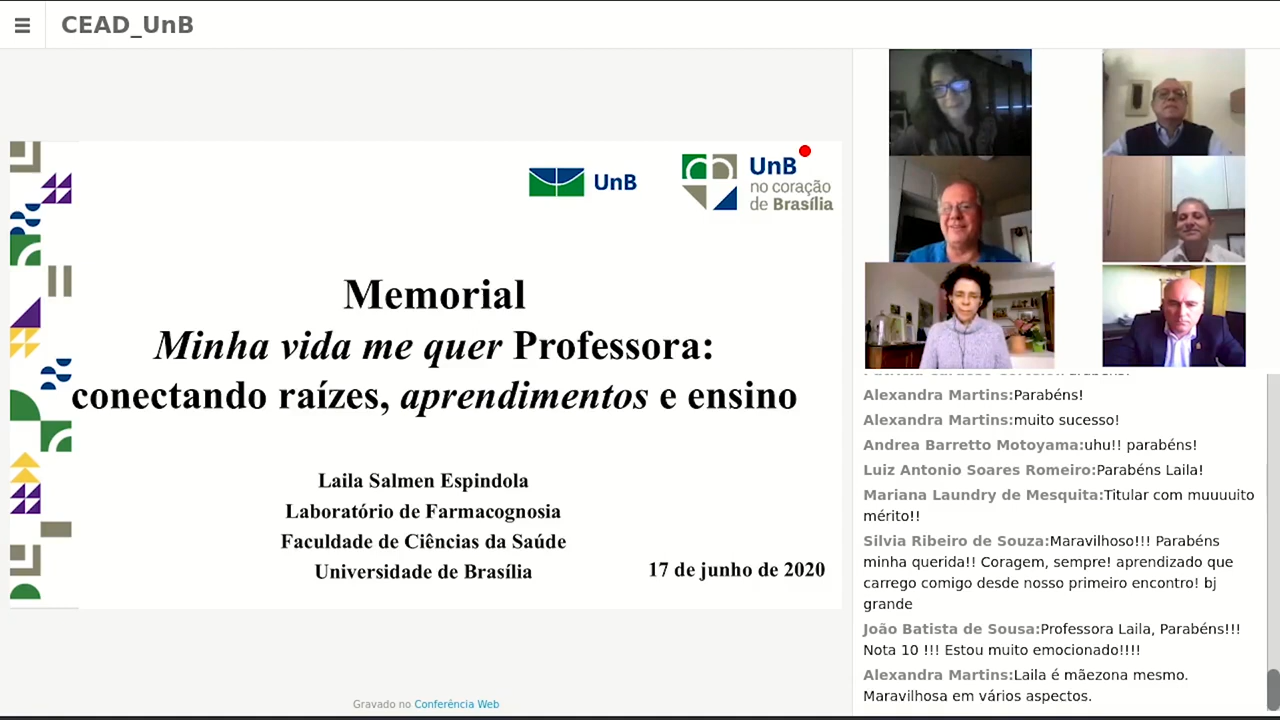 CEAD_UnB
UnB
UnB
no coração
de Brasília
Memorial
Minha vida me quer Professora:
conectando raízes, aprendimentos e ensino
Laila Salmen Espindola
Laboratório de Farmacognosia
Faculdade de Ciências da Saúde
Universidade de Brasília
17 de junho de 2020
Gravado no Conferência Web
Alexandra Martins:Parabéns!
Alexandra Martins:muito sucesso!
Andrea Barretto Motoyama:uhu!! parabéns!
Luiz Antonio Soares Romeiro:Parabéns Laila!
Mariana Laundry de Mesquita:Titular com muuuuito
mérito!!
Silvia Ribeiro de Souza:Maravilhoso!!! Parabéns
minha querida!! Coragem, sempre! aprendizado que
carrego comigo desde nosso primeiro encontro! bj
grande
João Batista de Sousa:Professora Laila, Parabéns!!!
Nota 10 !!! Estou muito emocionado!!!!
Alexandra Martins:Laila é mãezona mesmo.
Maravilhosa em vários aspectos.